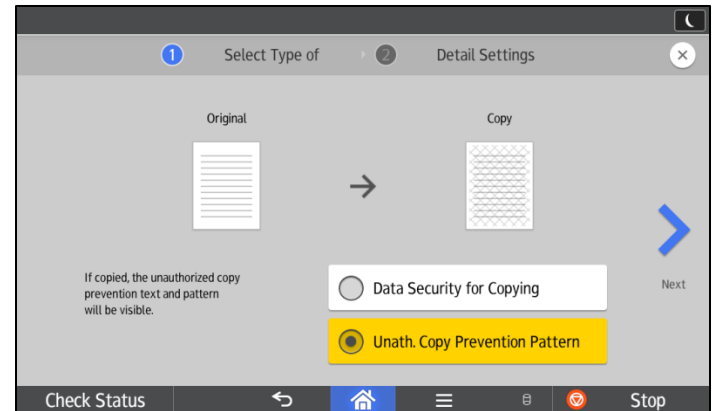 1 Select Type of 2 Detail Settings
Original Copy
If copied, the unauthorized copy
prevention text and pattern
will be visible.
Data Security for Copying
Unath. Copy Prevention Pattern
Next
Check Status Stop